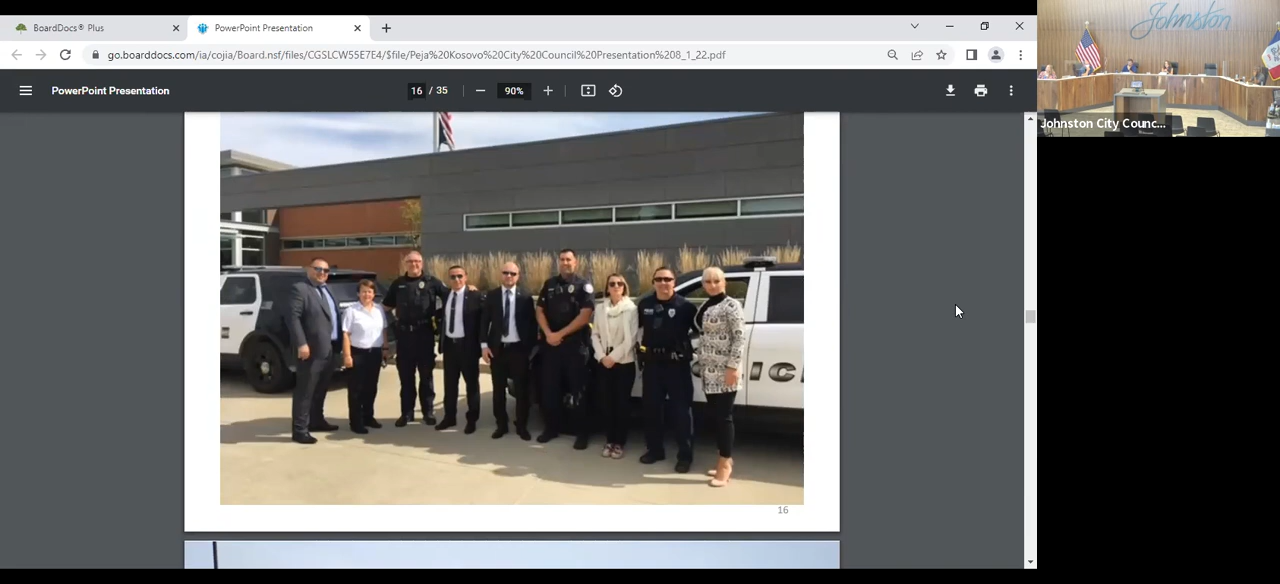 BoardDocs® Plus
PowerPoint Presentation
go.boarddocs.com/ia/cojia/Board.nsf/files/CGSLCW55E7E4/$file/Peja%20Kosovo%20City%20Council%20Presentation%208_1_22.pdf
PowerPoint Presentation
16 / 35
90%
Johnston
Johnston City Counc...
16